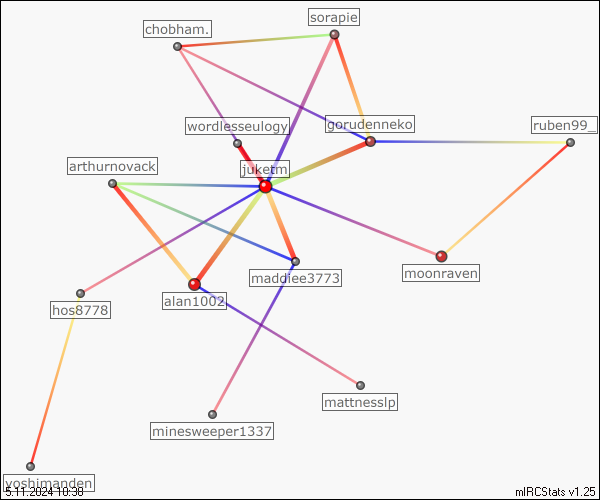 sorapie
chobham.
wordlesseulogy
gorudenneko
ruben99_
arthurnovack
juketm
moonraven
maddiee3773
alan1002
hos8778
mattnesslp
minesweeper1337
yoshimanden
5.11.2024 10:38
mIRCStats v1.25